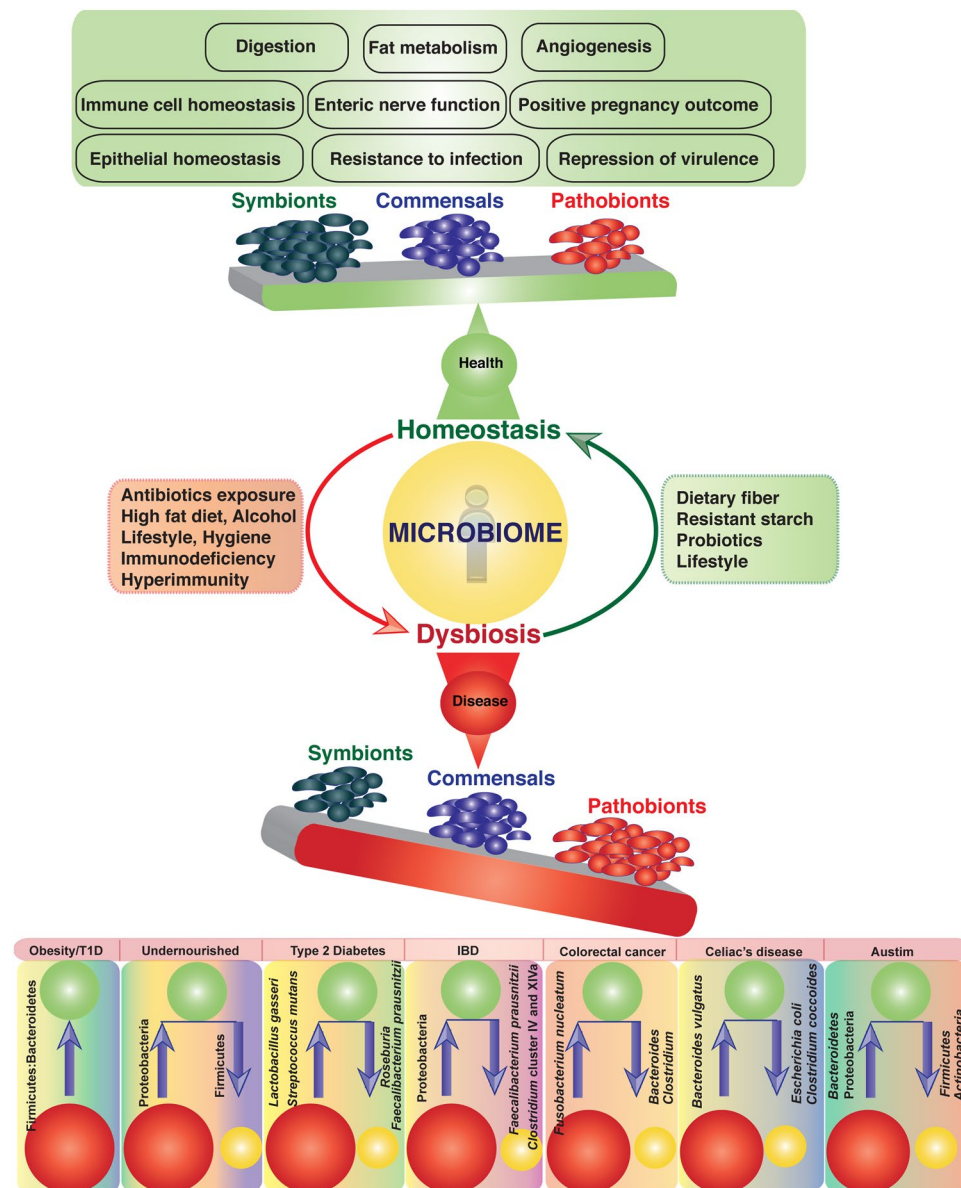 Digestion
Fat metabolism
Angiogenesis
Immune cell homeostasis
Enteric nerve function
Positive pregnancy outcome
Epithelial homeostasis
Resistance to infection
Repression of virulence
Symbionts
Commensals
Pathobionts
Health
Homeostasis
Antibiotics exposure
High fat diet, Alcohol
Lifestyle, Hygiene
Immunodeficiency
Hyperimmunity
MICROBIOME
Dietary fiber
Resistant starch
Probiotics
Lifestyle
Dysbiosis
Disease
Symbionts
Commensals
Pathobionts
Obesity/T1D
Undernourished
Type 2 Diabetes
IBD
Colorectal cancer
Celiac's disease
Austim
Firmicutes:Bacteroidetes
Proteobacteria
Firmicutes
Lactobacillus gasseri
Streptococcus mutans
Roseburia
Faecalibacterium prausnitzii
Proteobacteria
Faecalibacterium prausnitzii
Clostridium cluster IV and XIVa
Fusobacterium nucleatum
Bacteroides
Clostridium
Bacteroides vulgatus
Escherichia coli
Clostridium coccoides
Bacteroidetes
Proteobacteria
Firmicutes
Actinobacteria